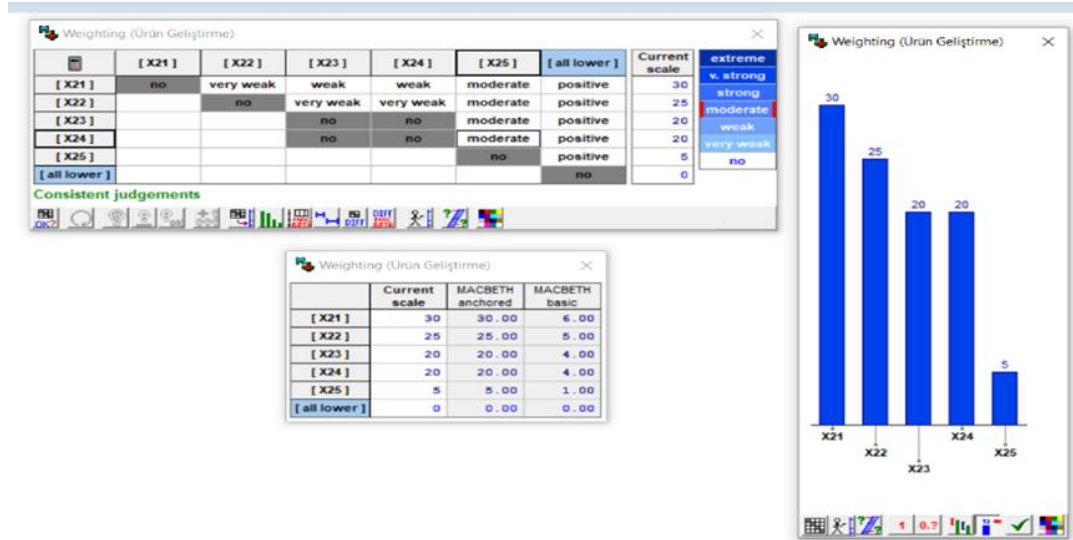 Weighting (Ürün Geliştirme)
[ X21 ] [ X22 ] [ X23 ] [ X24 ] [ X25 ] [ all lower ] Current scale
[ X21 ] no very weak weak weak moderate positive 30
[ X22 ] no very weak very weak moderate positive 25
[ X23 ] no no moderate positive 20
[ X24 ] no no moderate positive 20
[ X25 ] no positive 5
[ all lower ] no 0
extreme
v. strong
strong
moderate
weak
very weak
no
Consistent judgements
Weighting (Ürün Geliştirme)
Current scale MACBETH anchored MACBETH basic
[ X21 ] 30 30.00 6.00
[ X22 ] 25 25.00 5.00
[ X23 ] 20 20.00 4.00
[ X24 ] 20 20.00 4.00
[ X25 ] 5 5.00 1.00
[ all lower ] 0 0.00 0.00
Weighting (Ürün Geliştirme)
30
25
20 20
5
X21 X24
X22 X25
X23
1 0.?